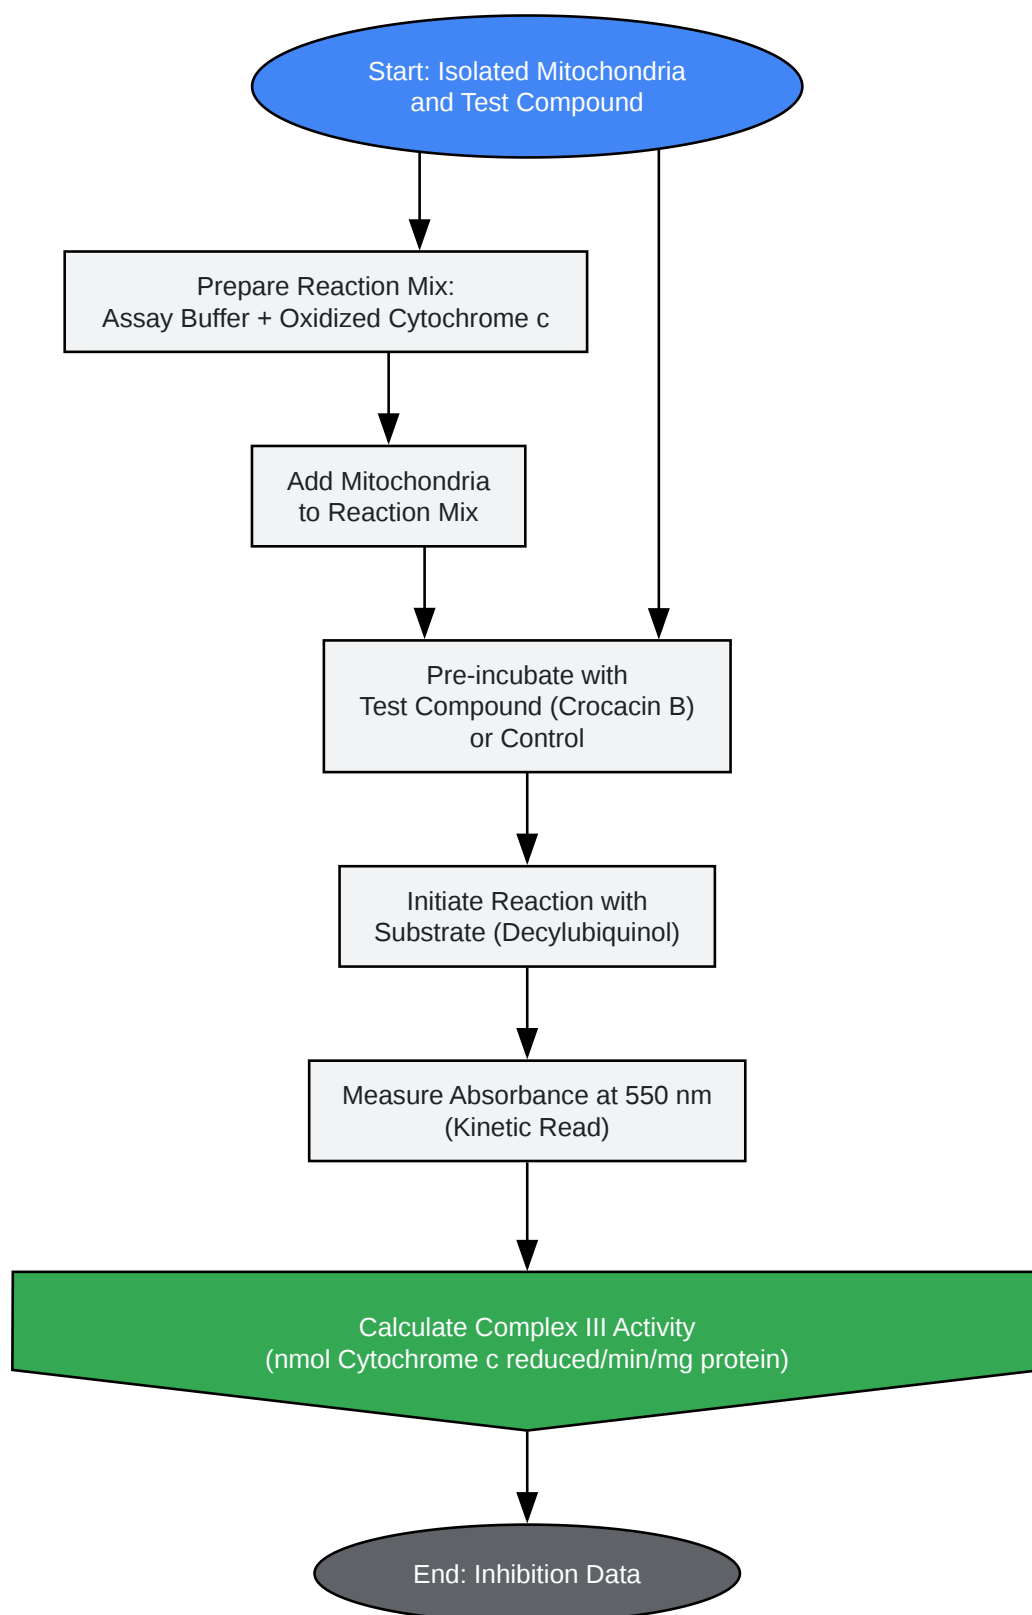 Start: Isolated Mitochondria
and Test Compound
Prepare Reaction Mix:
Assay Buffer + Oxidized Cytochrome c
Add Mitochondria
to Reaction Mix
Pre-incubate with
Test Compound (Crocacin B)
or Control
Initiate Reaction with
Substrate (Decylubiquinol)
Measure Absorbance at 550 nm
(Kinetic Read)
Calculate Complex III Activity
(nmol Cytochrome c reduced/min/mg protein)
End: Inhibition Data